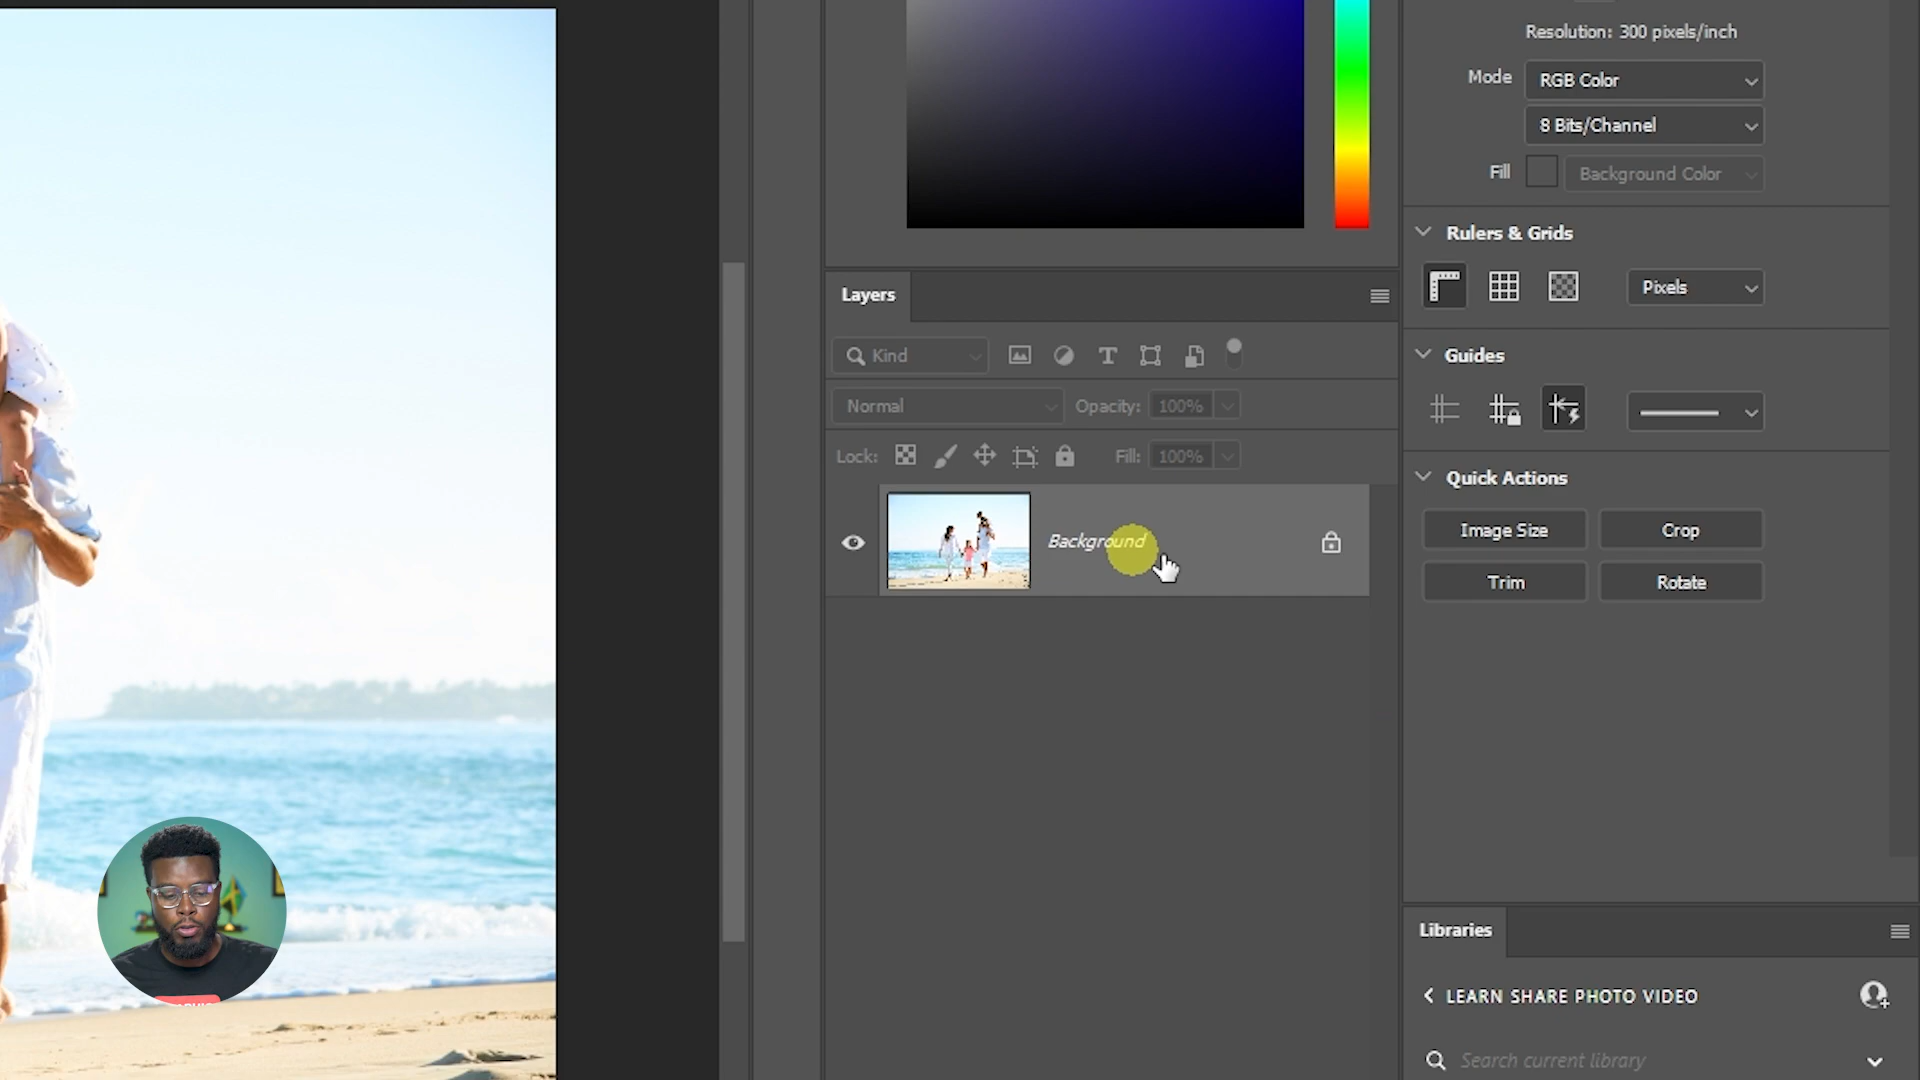 Resolution: 300 pixels/inch
Mode
RGB Color
8 Bits/Channel
Fill
Background Color
Rulers & Grids
Pixels
Guides
Quick Actions
Image Size
Crop
Trim
Rotate
Layers
Kind
Normal
Opacity: 100%
Lock:
Fill: 100%
Background
Libraries
LEARN SHARE PHOTO VIDEO
Search current library